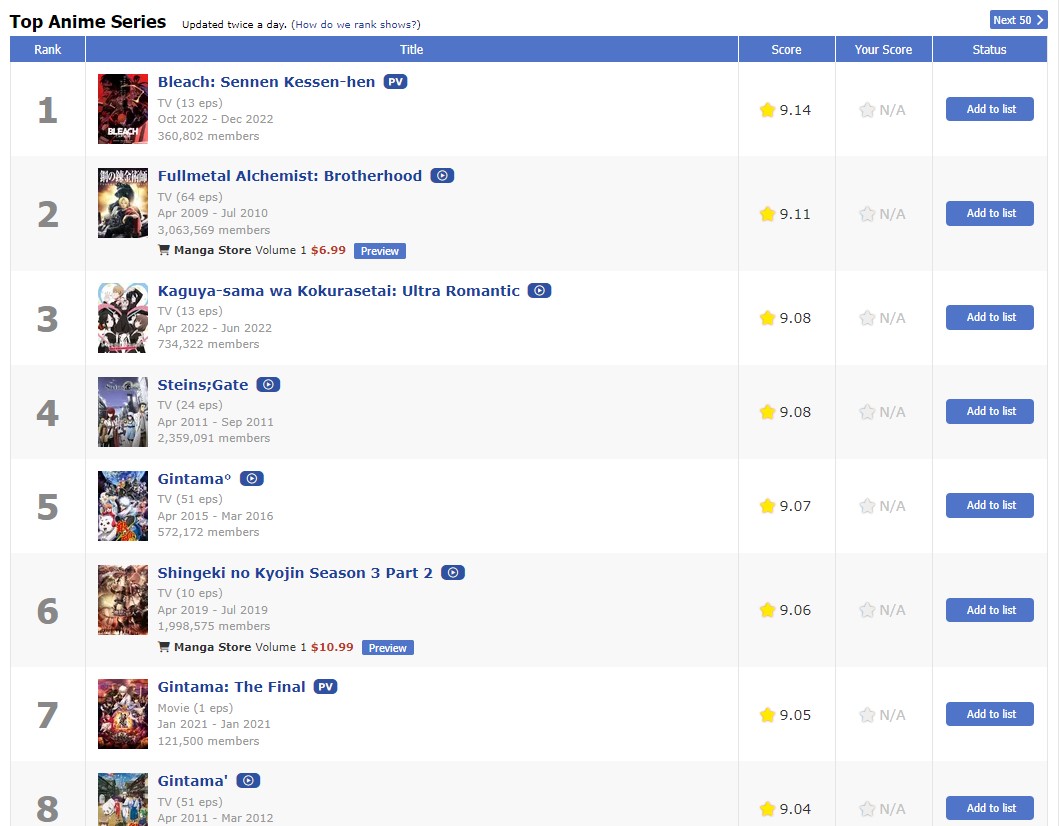 Top Anime Series Updated twice a day. (How do we rank shows?) Next 50
Rank Title Score Your Score Status
1
BLEACH
Bleach: Sennen Kessen-hen PV
TV (13 eps)
Oct 2022 - Dec 2022
360,802 members
9.14 N/A Add to list
2
鋼の錬金術師
Fullmetal Alchemist: Brotherhood
TV (64 eps)
Apr 2009 - Jul 2010
3,063,569 members
Manga Store Volume 1 $6.99 Preview
9.11 N/A Add to list
3
Kaguya-sama wa Kokurasetai: Ultra Romantic
TV (13 eps)
Apr 2022 - Jun 2022
734,322 members
9.08 N/A Add to list
4
Steins;Gate
TV (24 eps)
Apr 2011 - Sep 2011
2,359,091 members
9.08 N/A Add to list
5
Gintama°
TV (51 eps)
Apr 2015 - Mar 2016
572,172 members
9.07 N/A Add to list
6
Shingeki no Kyojin Season 3 Part 2
TV (10 eps)
Apr 2019 - Jul 2019
1,998,575 members
Manga Store Volume 1 $10.99 Preview
9.06 N/A Add to list
7
Gintama: The Final PV
Movie (1 eps)
Jan 2021 - Jan 2021
121,500 members
9.05 N/A Add to list
8
Gintama'
TV (51 eps)
Apr 2011 - Mar 2012
9.04 N/A Add to list